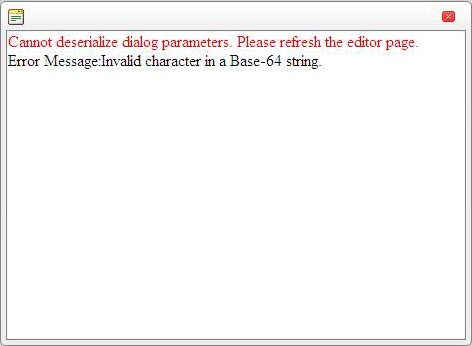 Cannot deserialize dialog parameters. Please refresh the editor page.
Error Message:Invalid character in a Base-64 string.